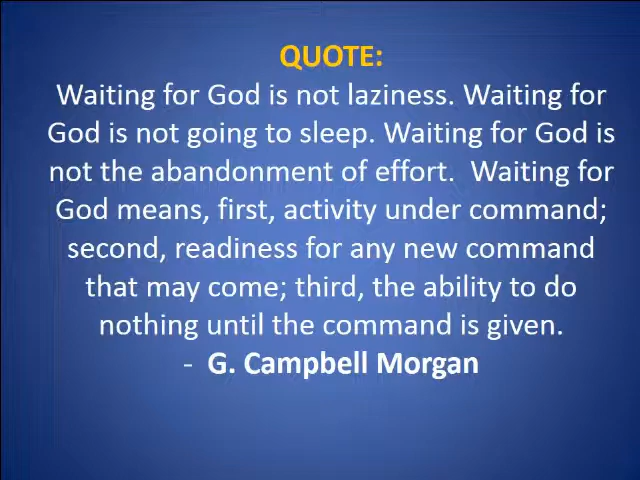 QUOTE:
Waiting for God is not laziness. Waiting for
God is not going to sleep. Waiting for God is
not the abandonment of effort.  Waiting for
God means, first, activity under command;
second, readiness for any new command
that may come; third, the ability to do
nothing until the command is given.
-  G. Campbell Morgan